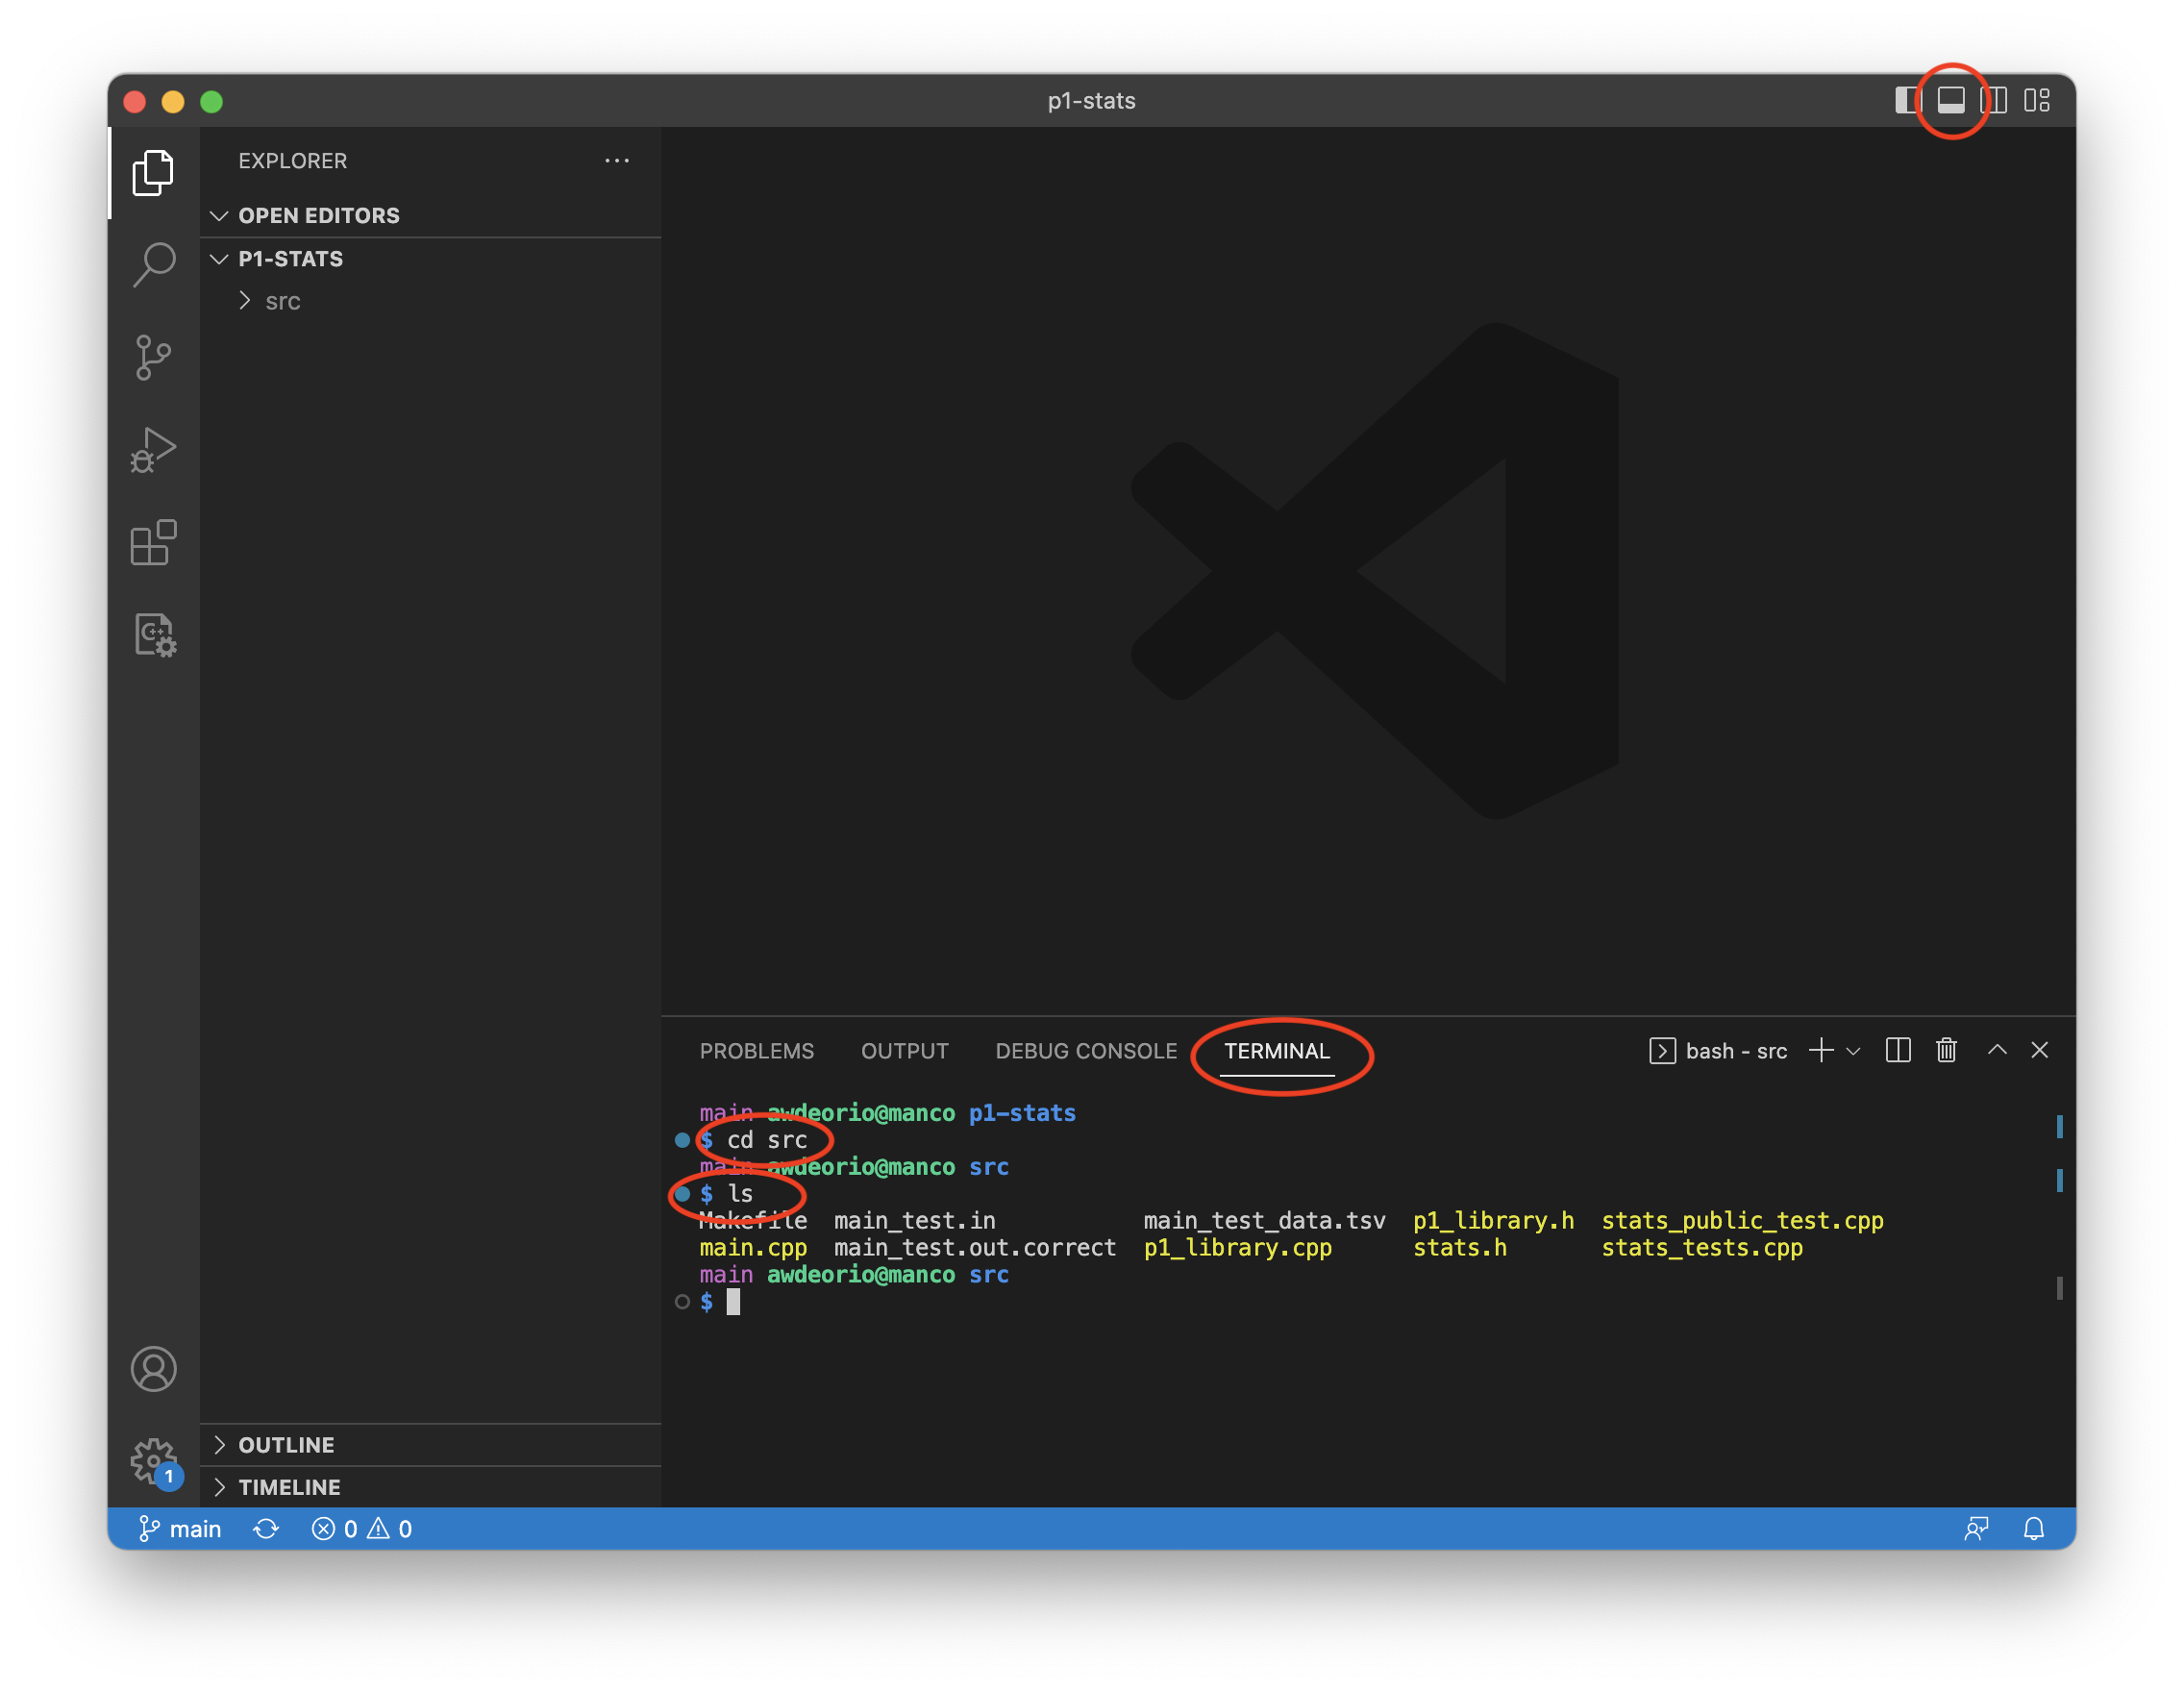 p1-stats
EXPLORER
OPEN EDITORS
P1-STATS
src
PROBLEMS OUTPUT DEBUG CONSOLE TERMINAL bash - src
main awdeorio@manco p1-stats
$ cd src
main awdeorio@manco src
$ ls
Makefile main_test.in main_test_data.tsv p1_library.h stats_public_test.cpp
main.cpp main_test.out.correct p1_library.cpp stats.h stats_tests.cpp
main awdeorio@manco src
$
OUTLINE
1
TIMELINE
main 0 0
C++